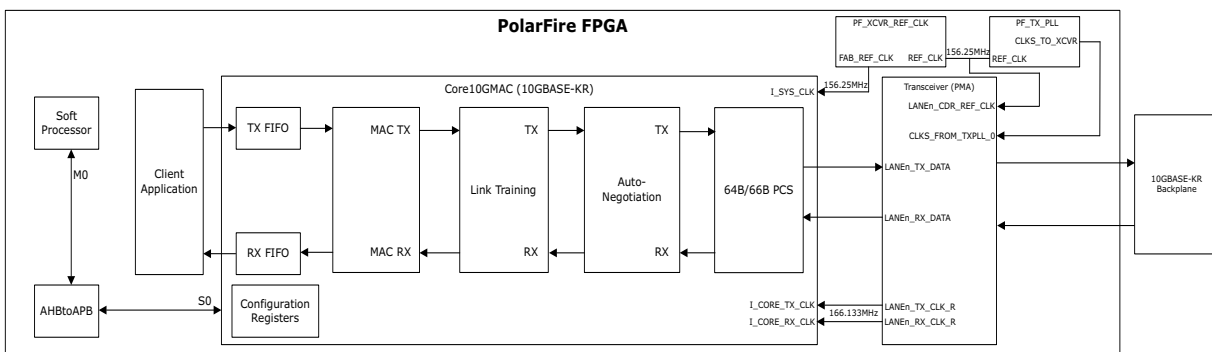 PolarFire FPGA
PF_XCVR_REF_CLK
FAB_REF_CLK
REF_CLK
156.25MHz
PF_TX_PLL
CLKS_TO_XCVR
REF_CLK
Core10GMAC (10GBASE-KR)
I_SYS_CLK
156.25MHz
Transceiver (PMA)
LANEn_CDR_REF_CLK
CLKS_FROM_TXPLL_0
LANEn_TX_DATA
LANEn_RX_DATA
LANEn_TX_CLK_R
LANEn_RX_CLK_R
Soft
Processor
M0
AHBtoAPB
S0
Client
Application
TX FIFO
RX FIFO
Configuration
Registers
MAC TX
MAC RX
TX
Link Training
RX
TX
Auto-
Negotiation
RX
TX
64B/66B PCS
RX
I_CORE_TX_CLK
I_CORE_RX_CLK
166.133MHz
10GBASE-KR
Backplane